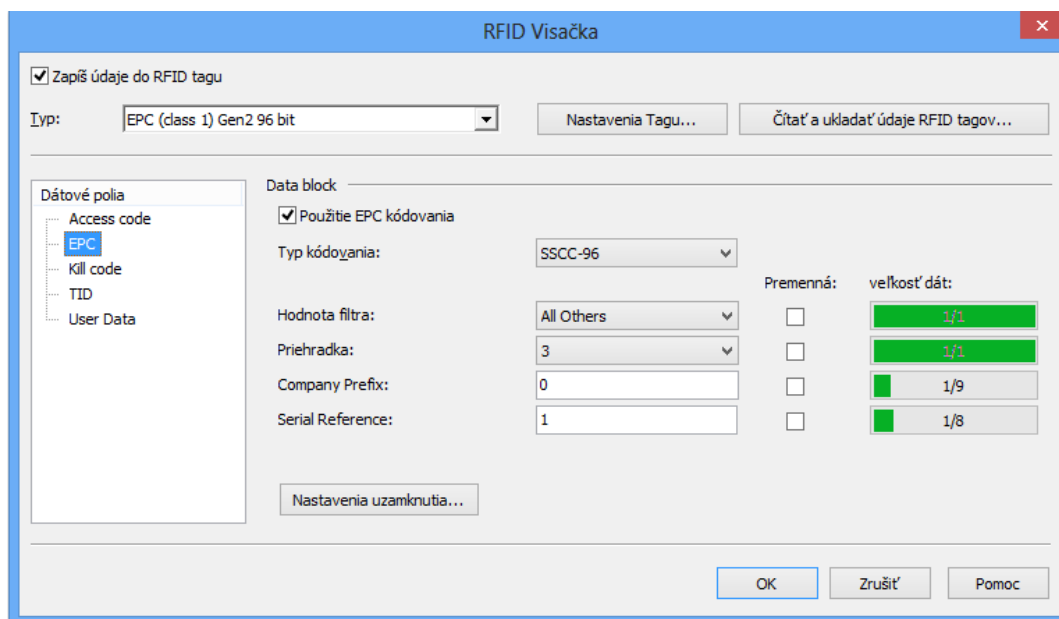 RFID Visačka
Zapíš údaje do RFID tagu
Typ: EPC (class 1) Gen2 96 bit Nastavenia Tagu... Čítať a ukladať údaje RFID tagov...
Dátové polia
Access code
EPC
Kill code
TID
User Data
Data block
Použitie EPC kódovania
Typ kódovania: SSCC-96
Premenná: veľkosť dát:
Hodnota filtra: All Others 1/1
Priehradka: 3 1/1
Company Prefix: 0 1/9
Serial Reference: 1 1/8
Nastavenia uzamknutia...
OK Zrušiť Pomoc